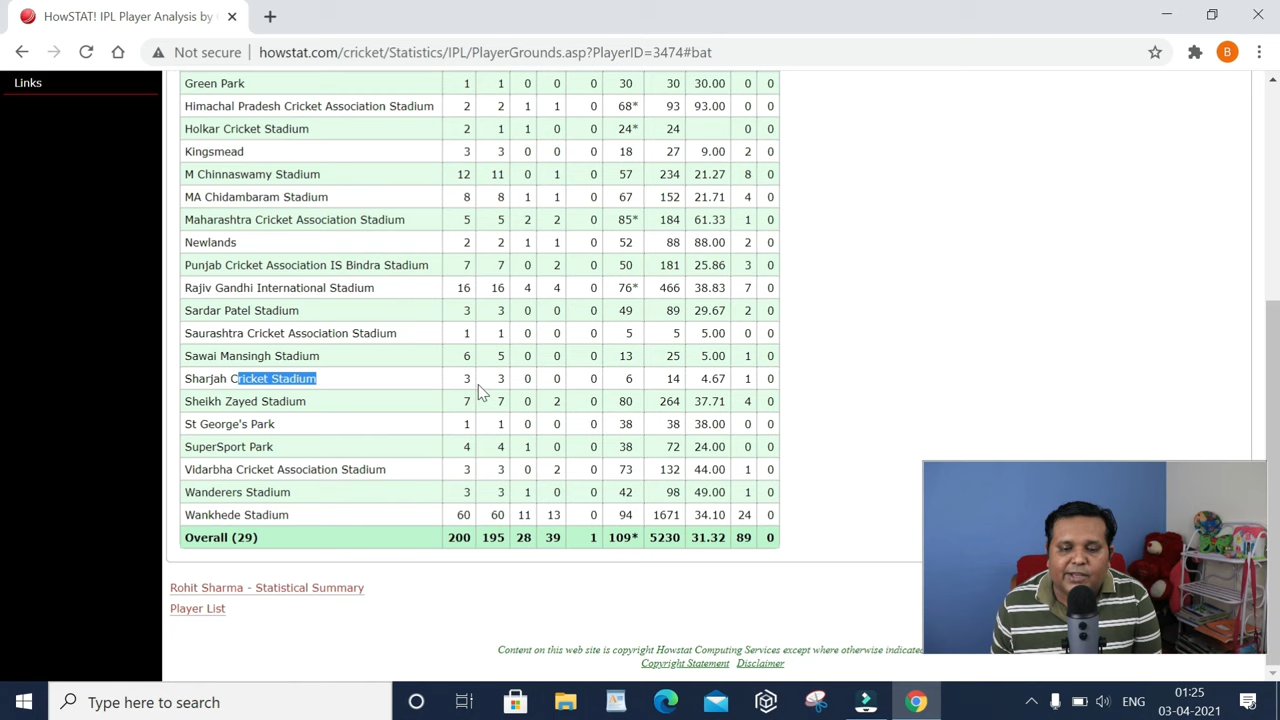 HowSTAT! IPL Player Analysis by
Not secure howstat.com/cricket/Statistics/IPL/PlayerGrounds.asp?PlayerID=3474#bat
B
Links
Green Park 1 1 0 0 0 30 30 30.00 0 0
Himachal Pradesh Cricket Association Stadium 2 2 1 1 0 68* 93 93.00 0 0
Holkar Cricket Stadium 2 1 1 0 0 24* 24 0 0
Kingsmead 3 3 0 0 0 18 27 9.00 2 0
M Chinnaswamy Stadium 12 11 0 1 0 57 234 21.27 8 0
MA Chidambaram Stadium 8 8 1 1 0 67 152 21.71 4 0
Maharashtra Cricket Association Stadium 5 5 2 2 0 85* 184 61.33 1 0
Newlands 2 2 1 1 0 52 88 88.00 2 0
Punjab Cricket Association IS Bindra Stadium 7 7 0 2 0 50 181 25.86 3 0
Rajiv Gandhi International Stadium 16 16 4 4 0 76* 466 38.83 7 0
Sardar Patel Stadium 3 3 0 0 0 49 89 29.67 2 0
Saurashtra Cricket Association Stadium 1 1 0 0 0 5 5 5.00 0 0
Sawai Mansingh Stadium 6 5 0 0 0 13 25 5.00 1 0
Sharjah Cricket Stadium 3 3 0 0 0 6 14 4.67 1 0
Sheikh Zayed Stadium 7 7 0 2 0 80 264 37.71 4 0
St George's Park 1 1 0 0 0 38 38 38.00 0 0
SuperSport Park 4 4 1 0 0 38 72 24.00 0 0
Vidarbha Cricket Association Stadium 3 3 0 2 0 73 132 44.00 1 0
Wanderers Stadium 3 3 1 0 0 42 98 49.00 1 0
Wankhede Stadium 60 60 11 13 0 94 1671 34.10 24 0
Overall (29) 200 195 28 39 1 109* 5230 31.32 89 0
Rohit Sharma - Statistical Summary
Player List
Content on this web site is copyright Howstat Computing Services except where otherwise indicated
Copyright Statement Disclaimer
Type here to search
ENG
01:25
03-04-2021